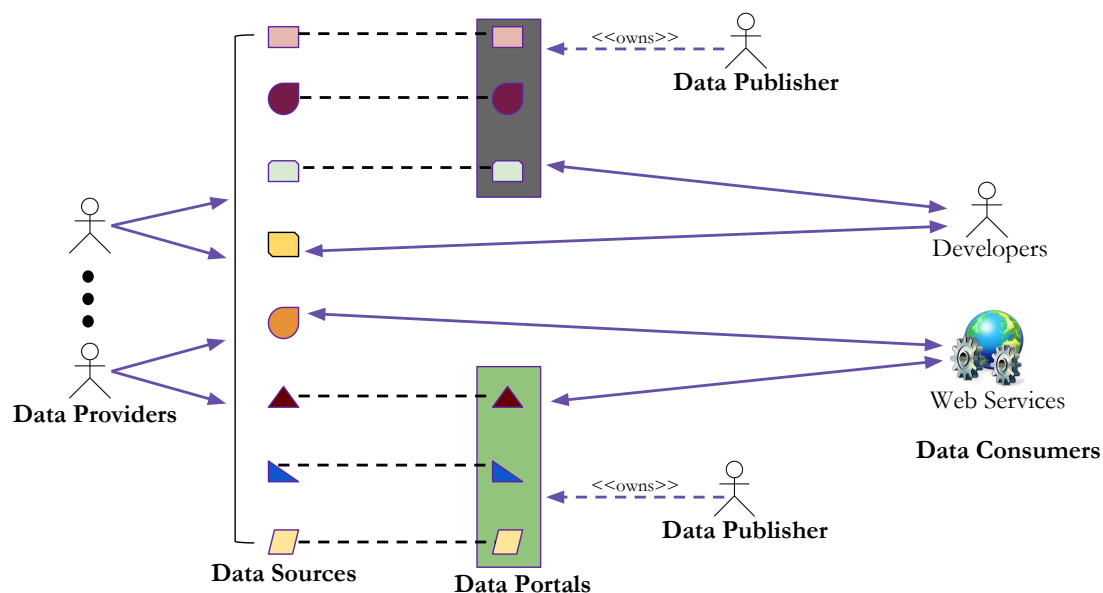 <<owns>>
Data Publisher
Developers
Data Providers
Web Services
Data Consumers
<<owns>>
Data Publisher
Data Sources
Data Portals